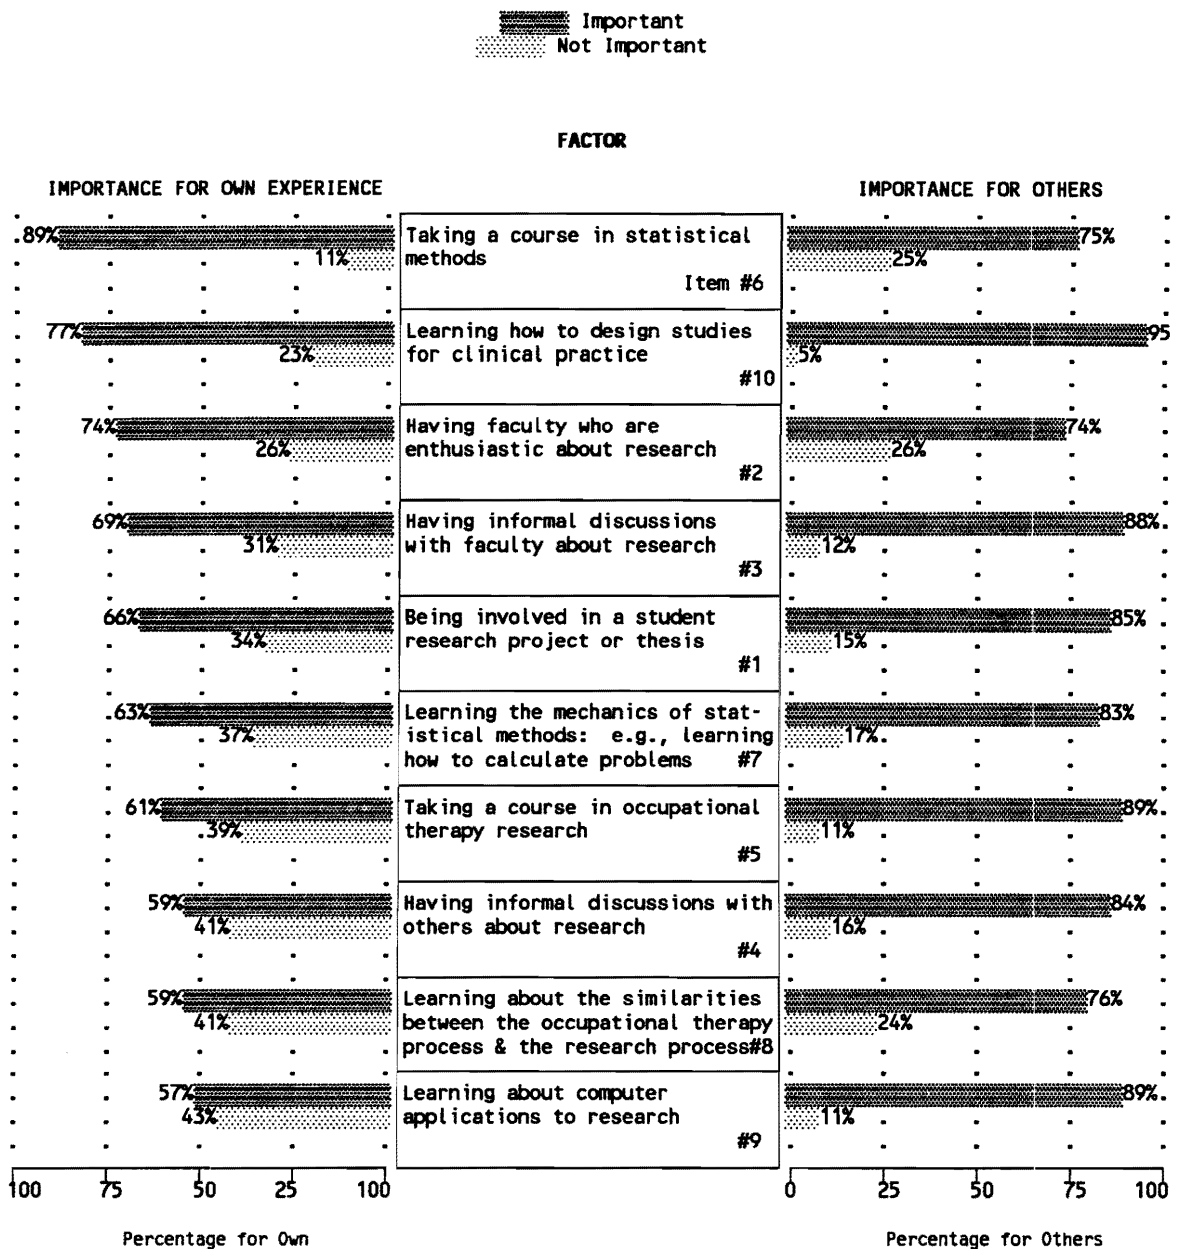 Important
Not Important
FACTOR
IMPORTANCE FOR OWN EXPERIENCE
IMPORTANCE FOR OTHERS
89%
11%
Taking a course in statistical
methods
Item #6
75%
25%
77%
23%
Learning how to design studies
for clinical practice
#10
95
5%
74%
26%
Having faculty who are
enthusiastic about research
#2
74%
26%
69%
31%
Having informal discussions
with faculty about research
#3
88%
12%
66%
34%
Being involved in a student
research project or thesis
#1
85%
15%
63%
37%
Learning the mechanics of stat-
istical methods: e.g., learning
how to calculate problems #7
83%
17%
61%
39%
Taking a course in occupational
therapy research
#5
89%
11%
59%
41%
Having informal discussions with
others about research
#4
84%
16%
59%
41%
Learning about the similarities
between the occupational therapy
process & the research process#8
76%
24%
57%
43%
Learning about computer
applications to research
#9
89%
11%
100 75 50 25 100
0 25 50 75 100
Percentage for Own
Percentage for Others